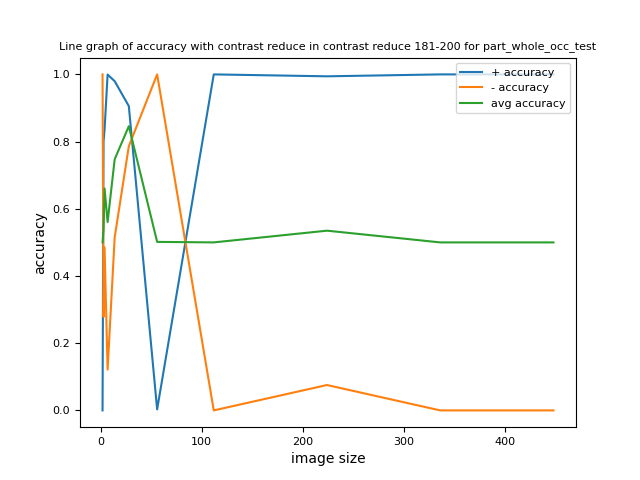 Line graph of accuracy with contrast reduce in contrast reduce 181-200 for part_whole_occ_test
+ accuracy
- accuracy
avg accuracy
1.0
0.8
0.6
0.4
0.2
0.0
accuracy
0
100
200
300
400
image size